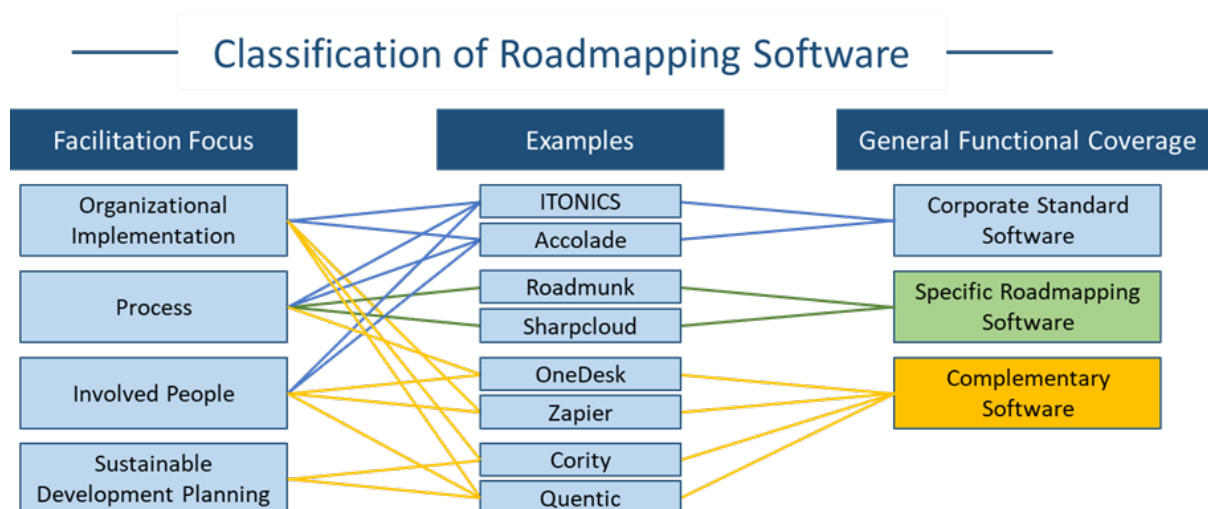 Classification of Roadmapping Software
Facilitation Focus
Organizational
Implementation
Process
Involved People
Sustainable
Development Planning
Examples
ITONICS
Accolade
Roadmunk
Sharpcloud
OneDesk
Zapier
Cority
Quentic
General Functional Coverage
Corporate Standard
Software
Specific Roadmapping
Software
Complementary
Software